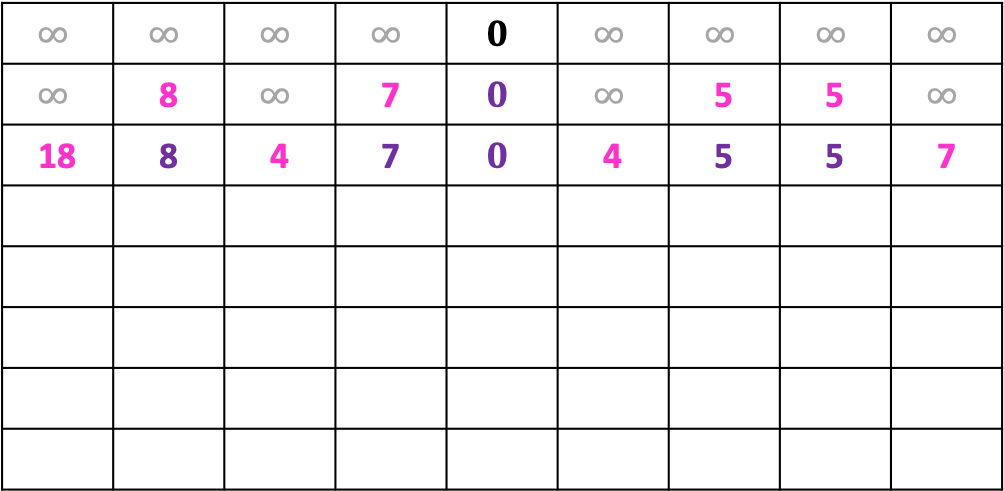 ∞ ∞ ∞ ∞ 0 ∞ ∞ ∞ ∞
∞ 8 ∞ 7 0 ∞ 5 5 ∞
18 8 4 7 0 4 5 5 7